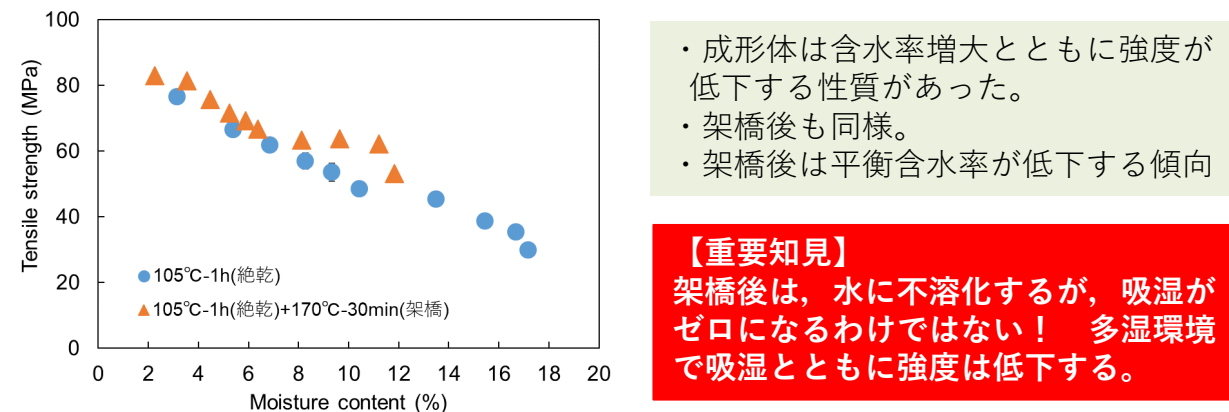 100
80
60
40
20
0
Tensile strength (MPa)
105℃-1h(絶乾)
105℃-1h(絶乾)+170℃-30min(架橋)
0 2 4 6 8 10 12 14 16 18 20
Moisture content (%)
・成形体は含水率増大とともに強度が
低下する性質があった。
・架橋後も同様。
・架橋後は平衡含水率が低下する傾向
【重要知見】
架橋後は，水に不溶化するが，吸湿が
ゼロになるわけではない！　多湿環境
で吸湿とともに強度は低下する。